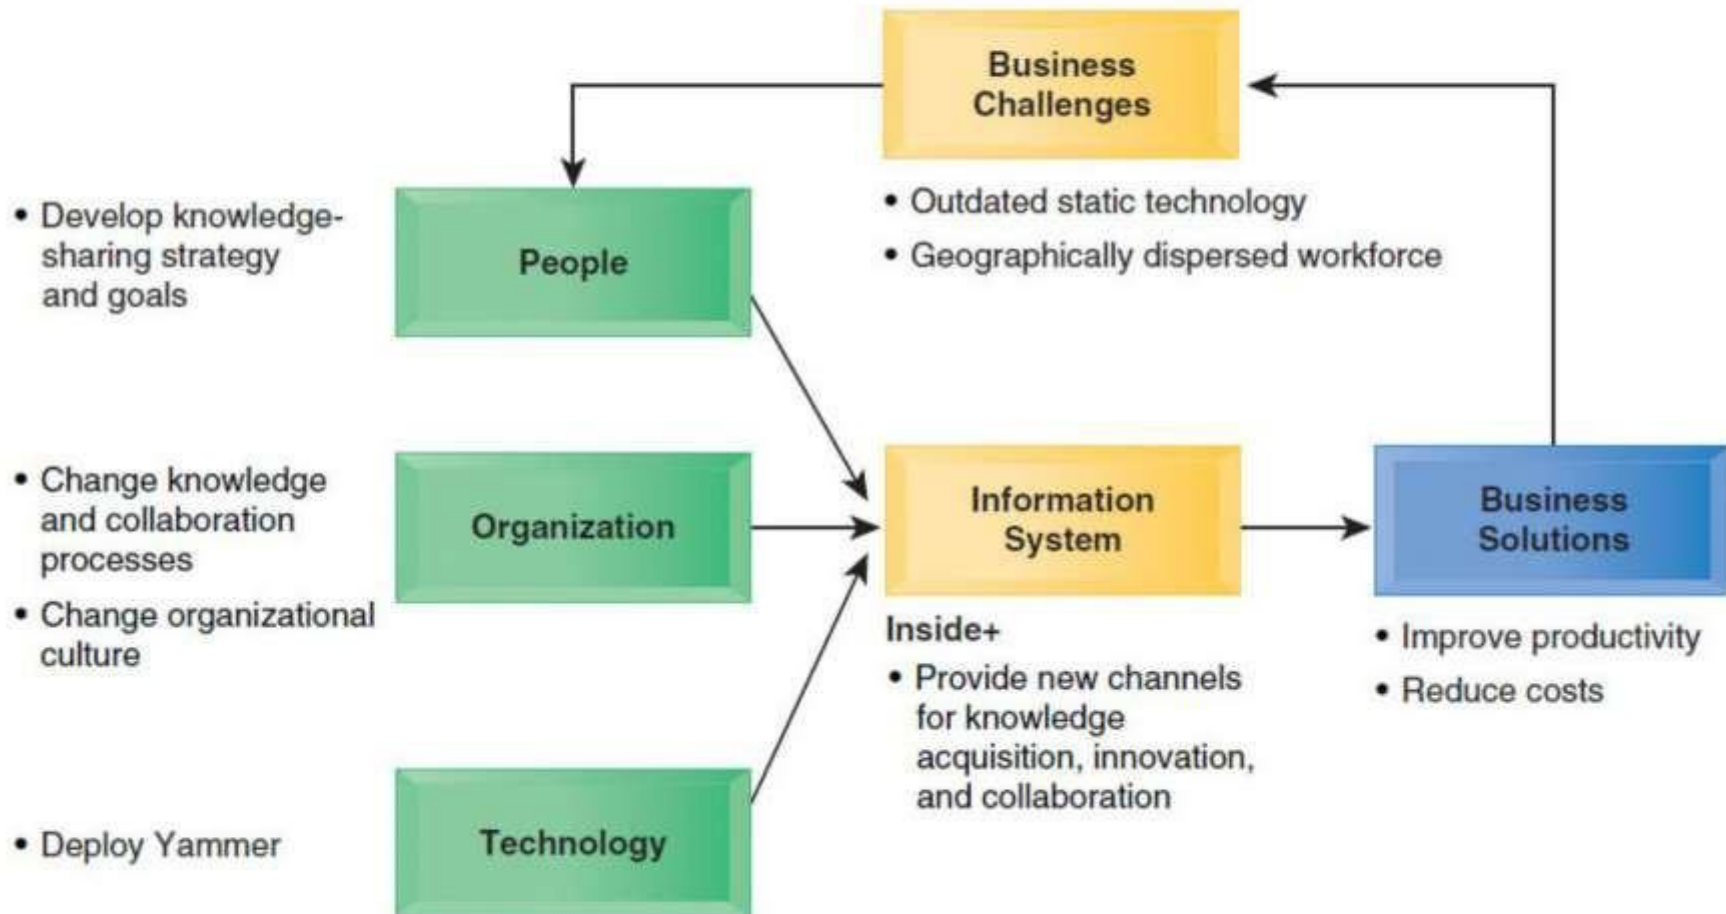 Business
Challenges
• Outdated static technology
• Geographically dispersed workforce
• Develop knowledge-
sharing strategy
and goals
People
• Change knowledge
and collaboration
processes
• Change organizational
culture
Organization
Information
System
Inside+
• Provide new channels
for knowledge
acquisition, innovation,
and collaboration
Business
Solutions
• Improve productivity
• Reduce costs
• Deploy Yammer
Technology